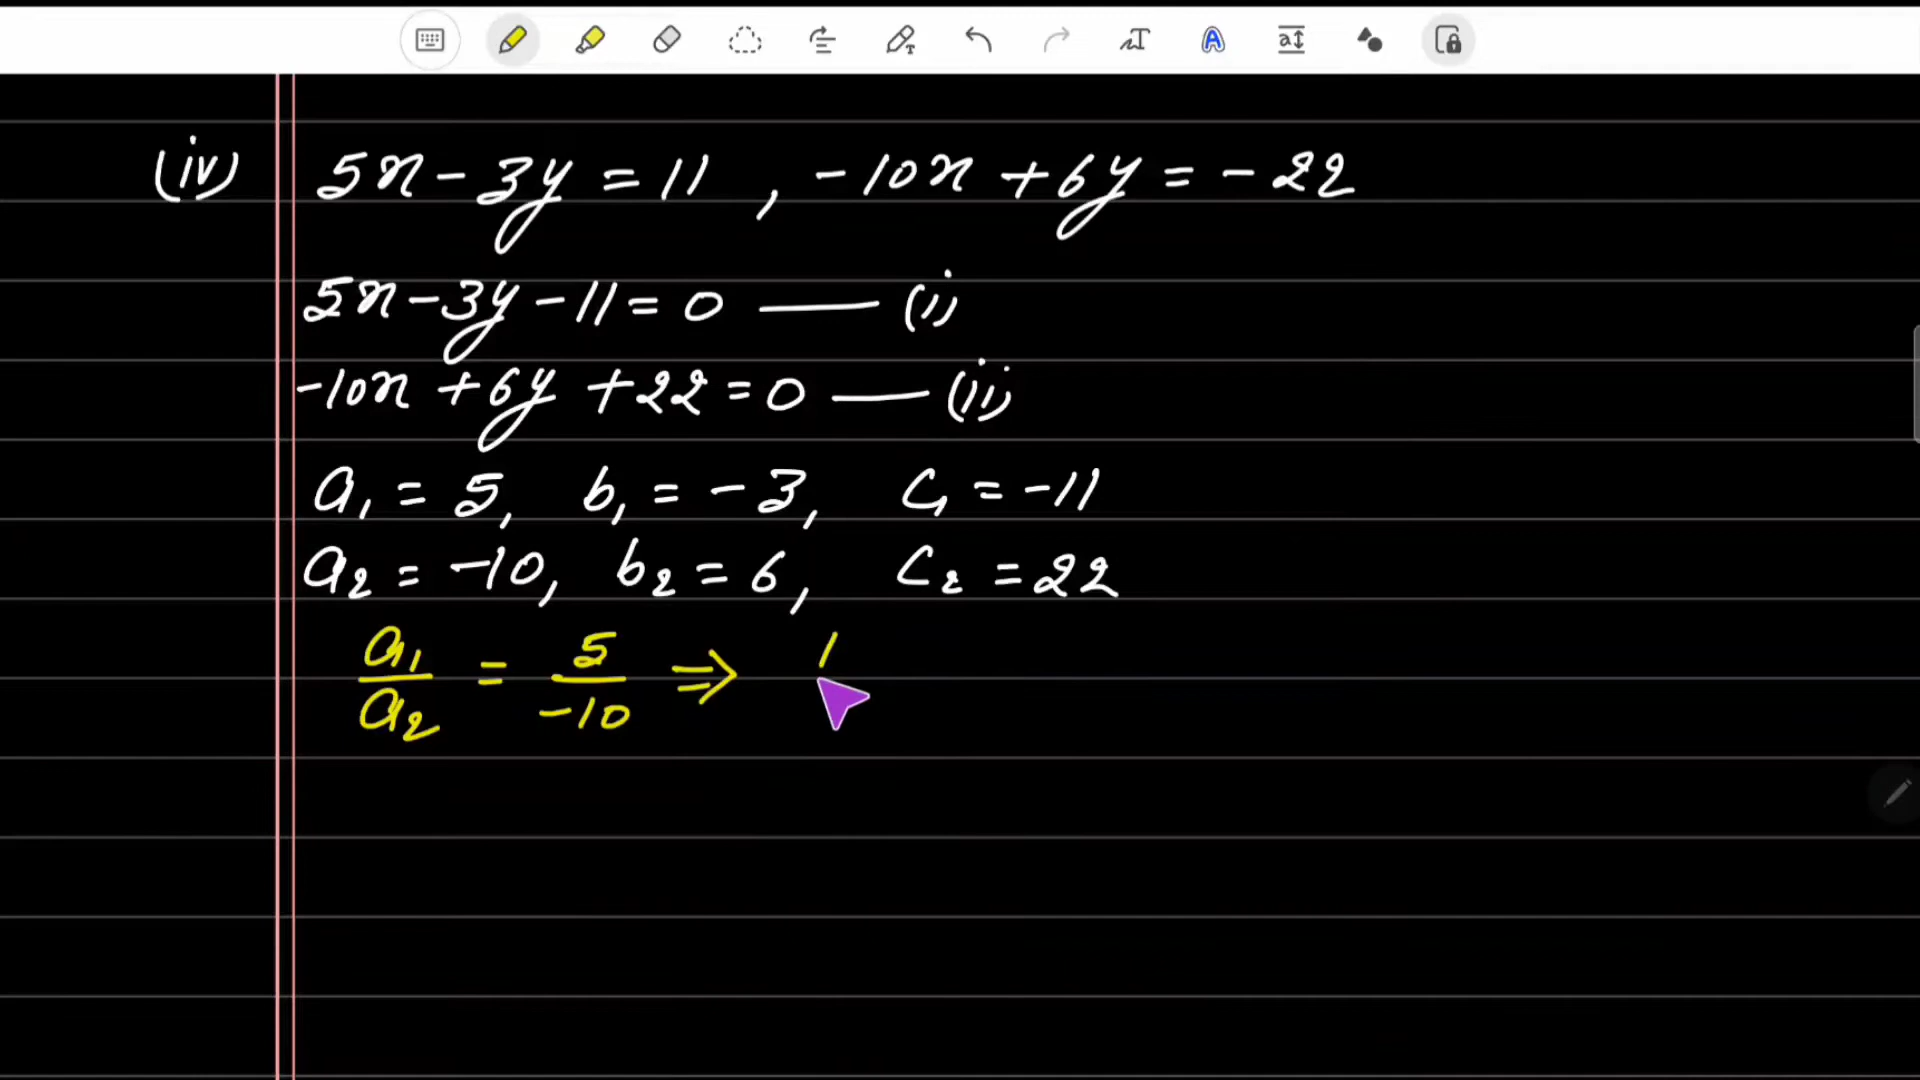 (iv) 5x - 3y = 11 , -10x + 6y = -22
5x - 3y - 11 = 0 —— (i)
-10x + 6y + 22 = 0 —— (ii)
a₁ = 5, b₁ = -3, c₁ = -11
a₂ = -10, b₂ = 6, c₂ = 22
a₁/a₂ = 5/-10 ⇒ 1